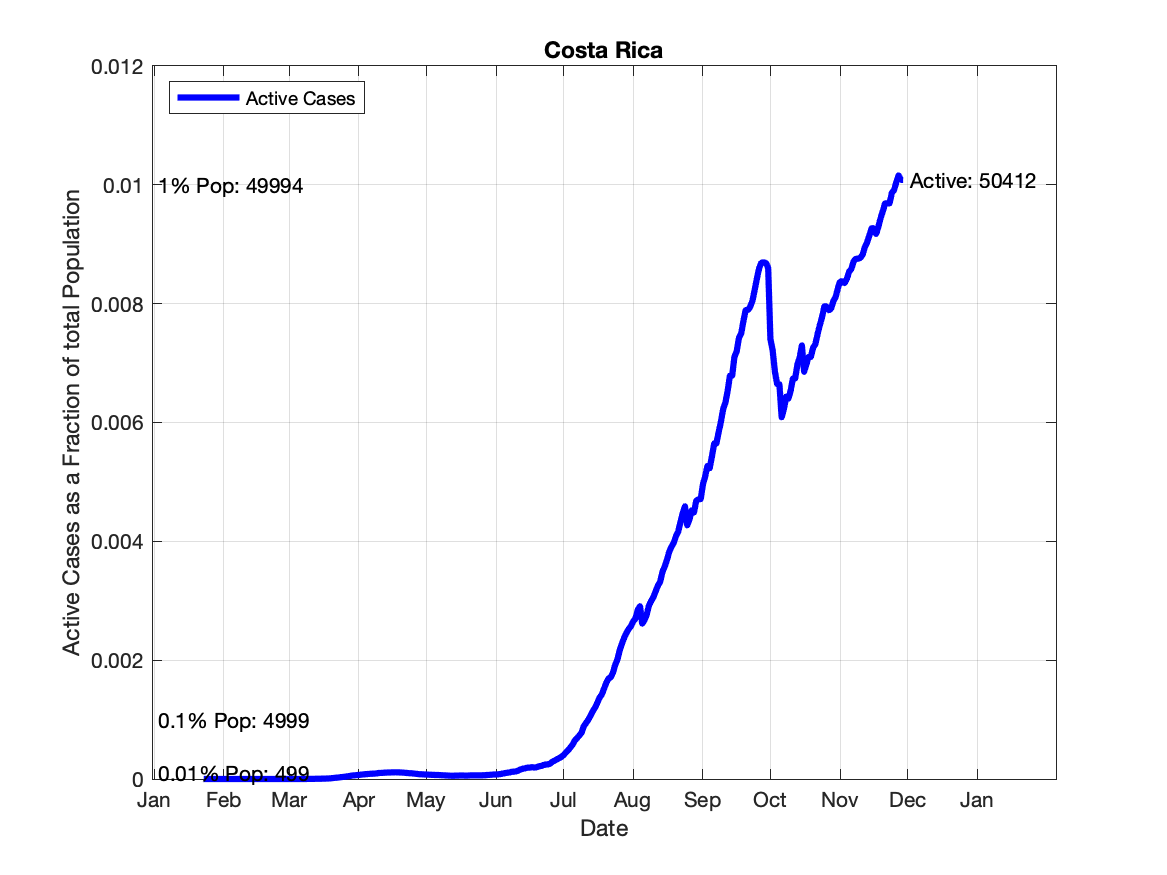 Costa Rica
0.012
Active Cases
0.01
1% Pop: 49994
Active: 50412
0.008
0.006
0.004
0.002
0.1% Pop: 4999
0.01% Pop: 499
0
Jan Feb Mar Apr May Jun Jul Aug Sep Oct Nov Dec Jan
Date
Active Cases as a Fraction of total Population